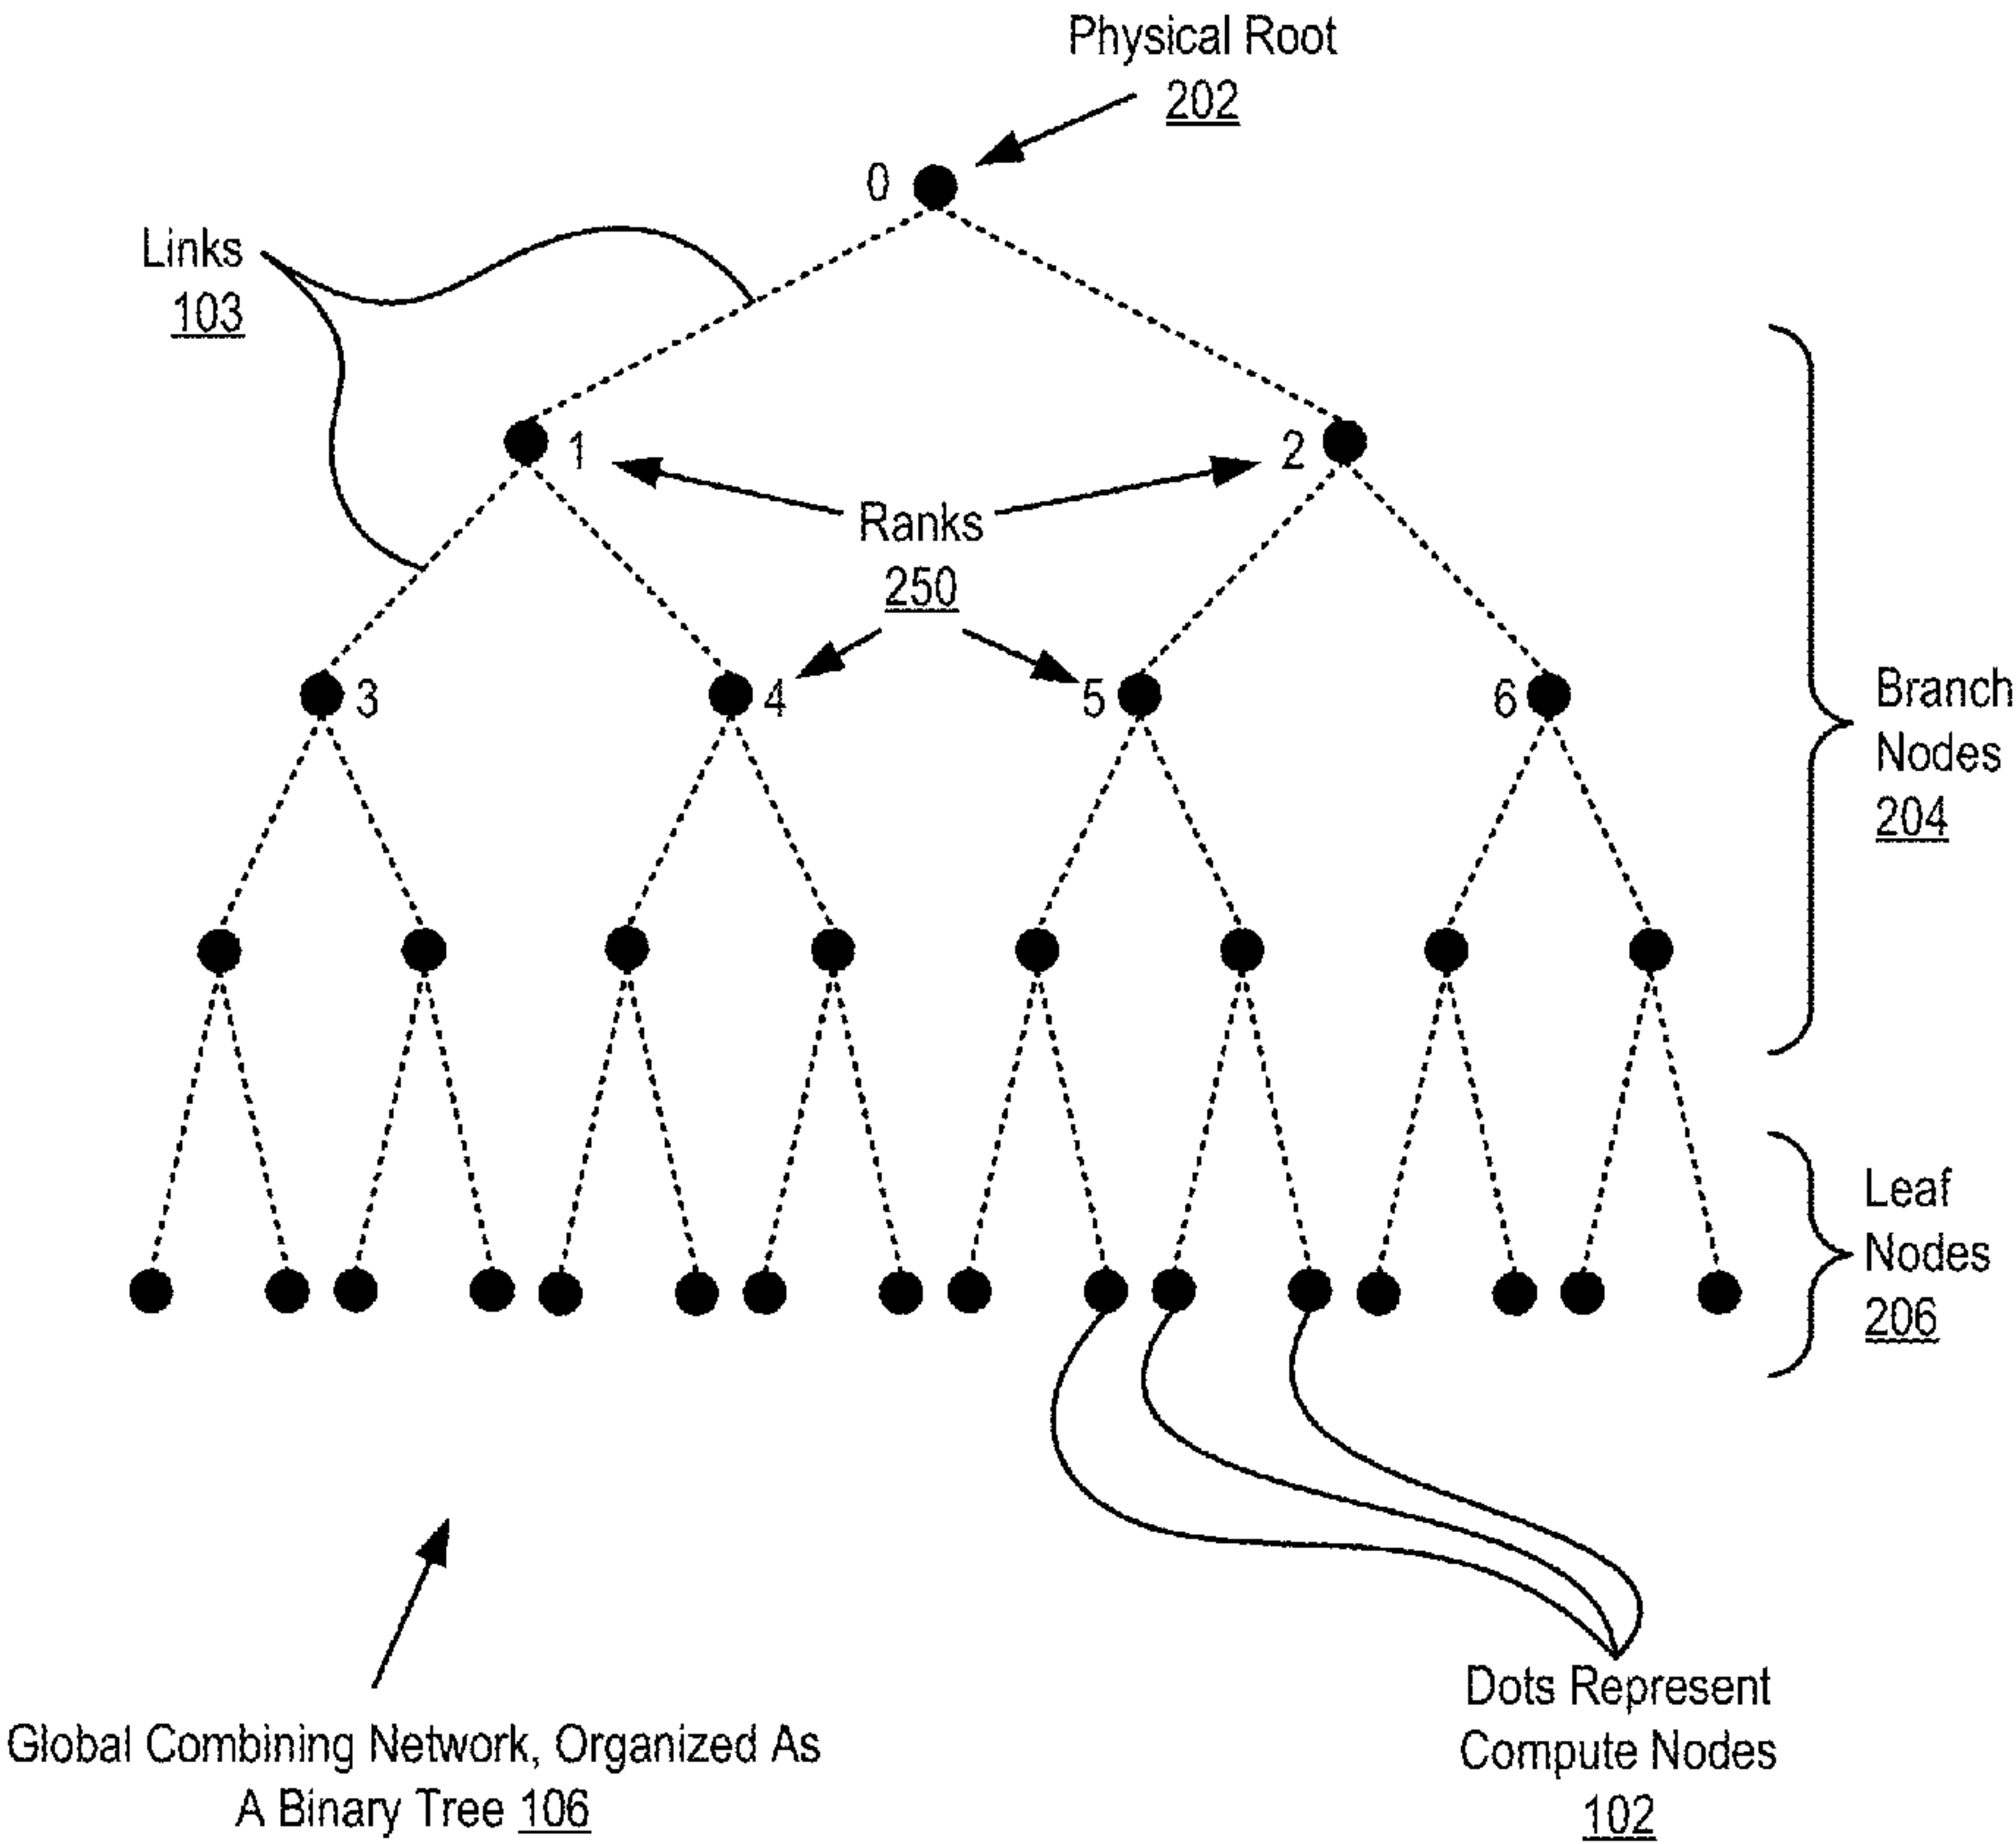 Physical Root
202
0
Links
103
1
2
Ranks
250
3
4
5
6
Branch
Nodes
204
Leaf
Nodes
206
Dots Represent
Compute Nodes
102
Global Combining Network, Organized As
A Binary Tree 106